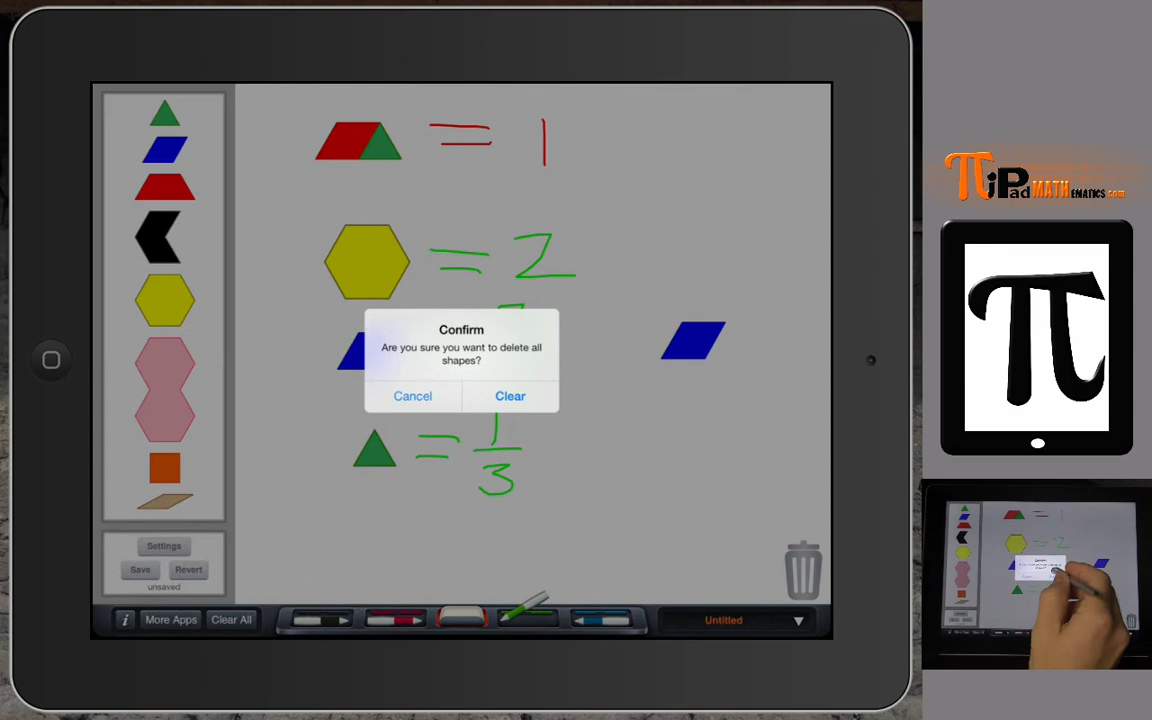 = 1
= 2
Confirm
Are you sure you want to delete all
shapes?
Cancel
Clear
= 1/3
Settings
Save
Revert
unsaved
i
More Apps
Clear All
Untitled
π iPad MATHEMATICS.com
π